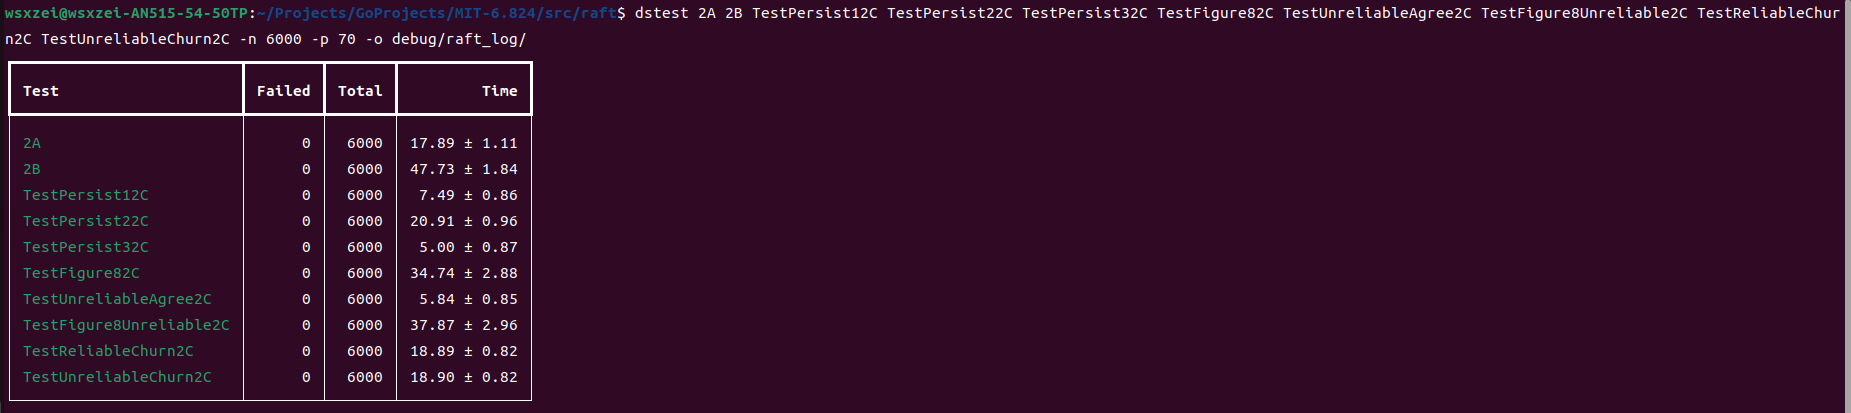 wsxzei@wsxzei-AN515-54-50TP:~/Projects/GoProjects/MIT-6.824/src/raft$ dstest 2A 2B TestPersist12C TestPersist22C TestPersist32C TestFigure82C TestUnreliableAgree2C TestFigure8Unreliable2C TestReliableChur
n2C TestUnreliableChurn2C -n 6000 -p 70 -o debug/raft_log/
Test Failed Total Time
2A 0 6000 17.89 ± 1.11
2B 0 6000 47.73 ± 1.84
TestPersist12C 0 6000 7.49 ± 0.86
TestPersist22C 0 6000 20.91 ± 0.96
TestPersist32C 0 6000 5.00 ± 0.87
TestFigure82C 0 6000 34.74 ± 2.88
TestUnreliableAgree2C 0 6000 5.84 ± 0.85
TestFigure8Unreliable2C 0 6000 37.87 ± 2.96
TestReliableChurn2C 0 6000 18.89 ± 0.82
TestUnreliableChurn2C 0 6000 18.90 ± 0.82